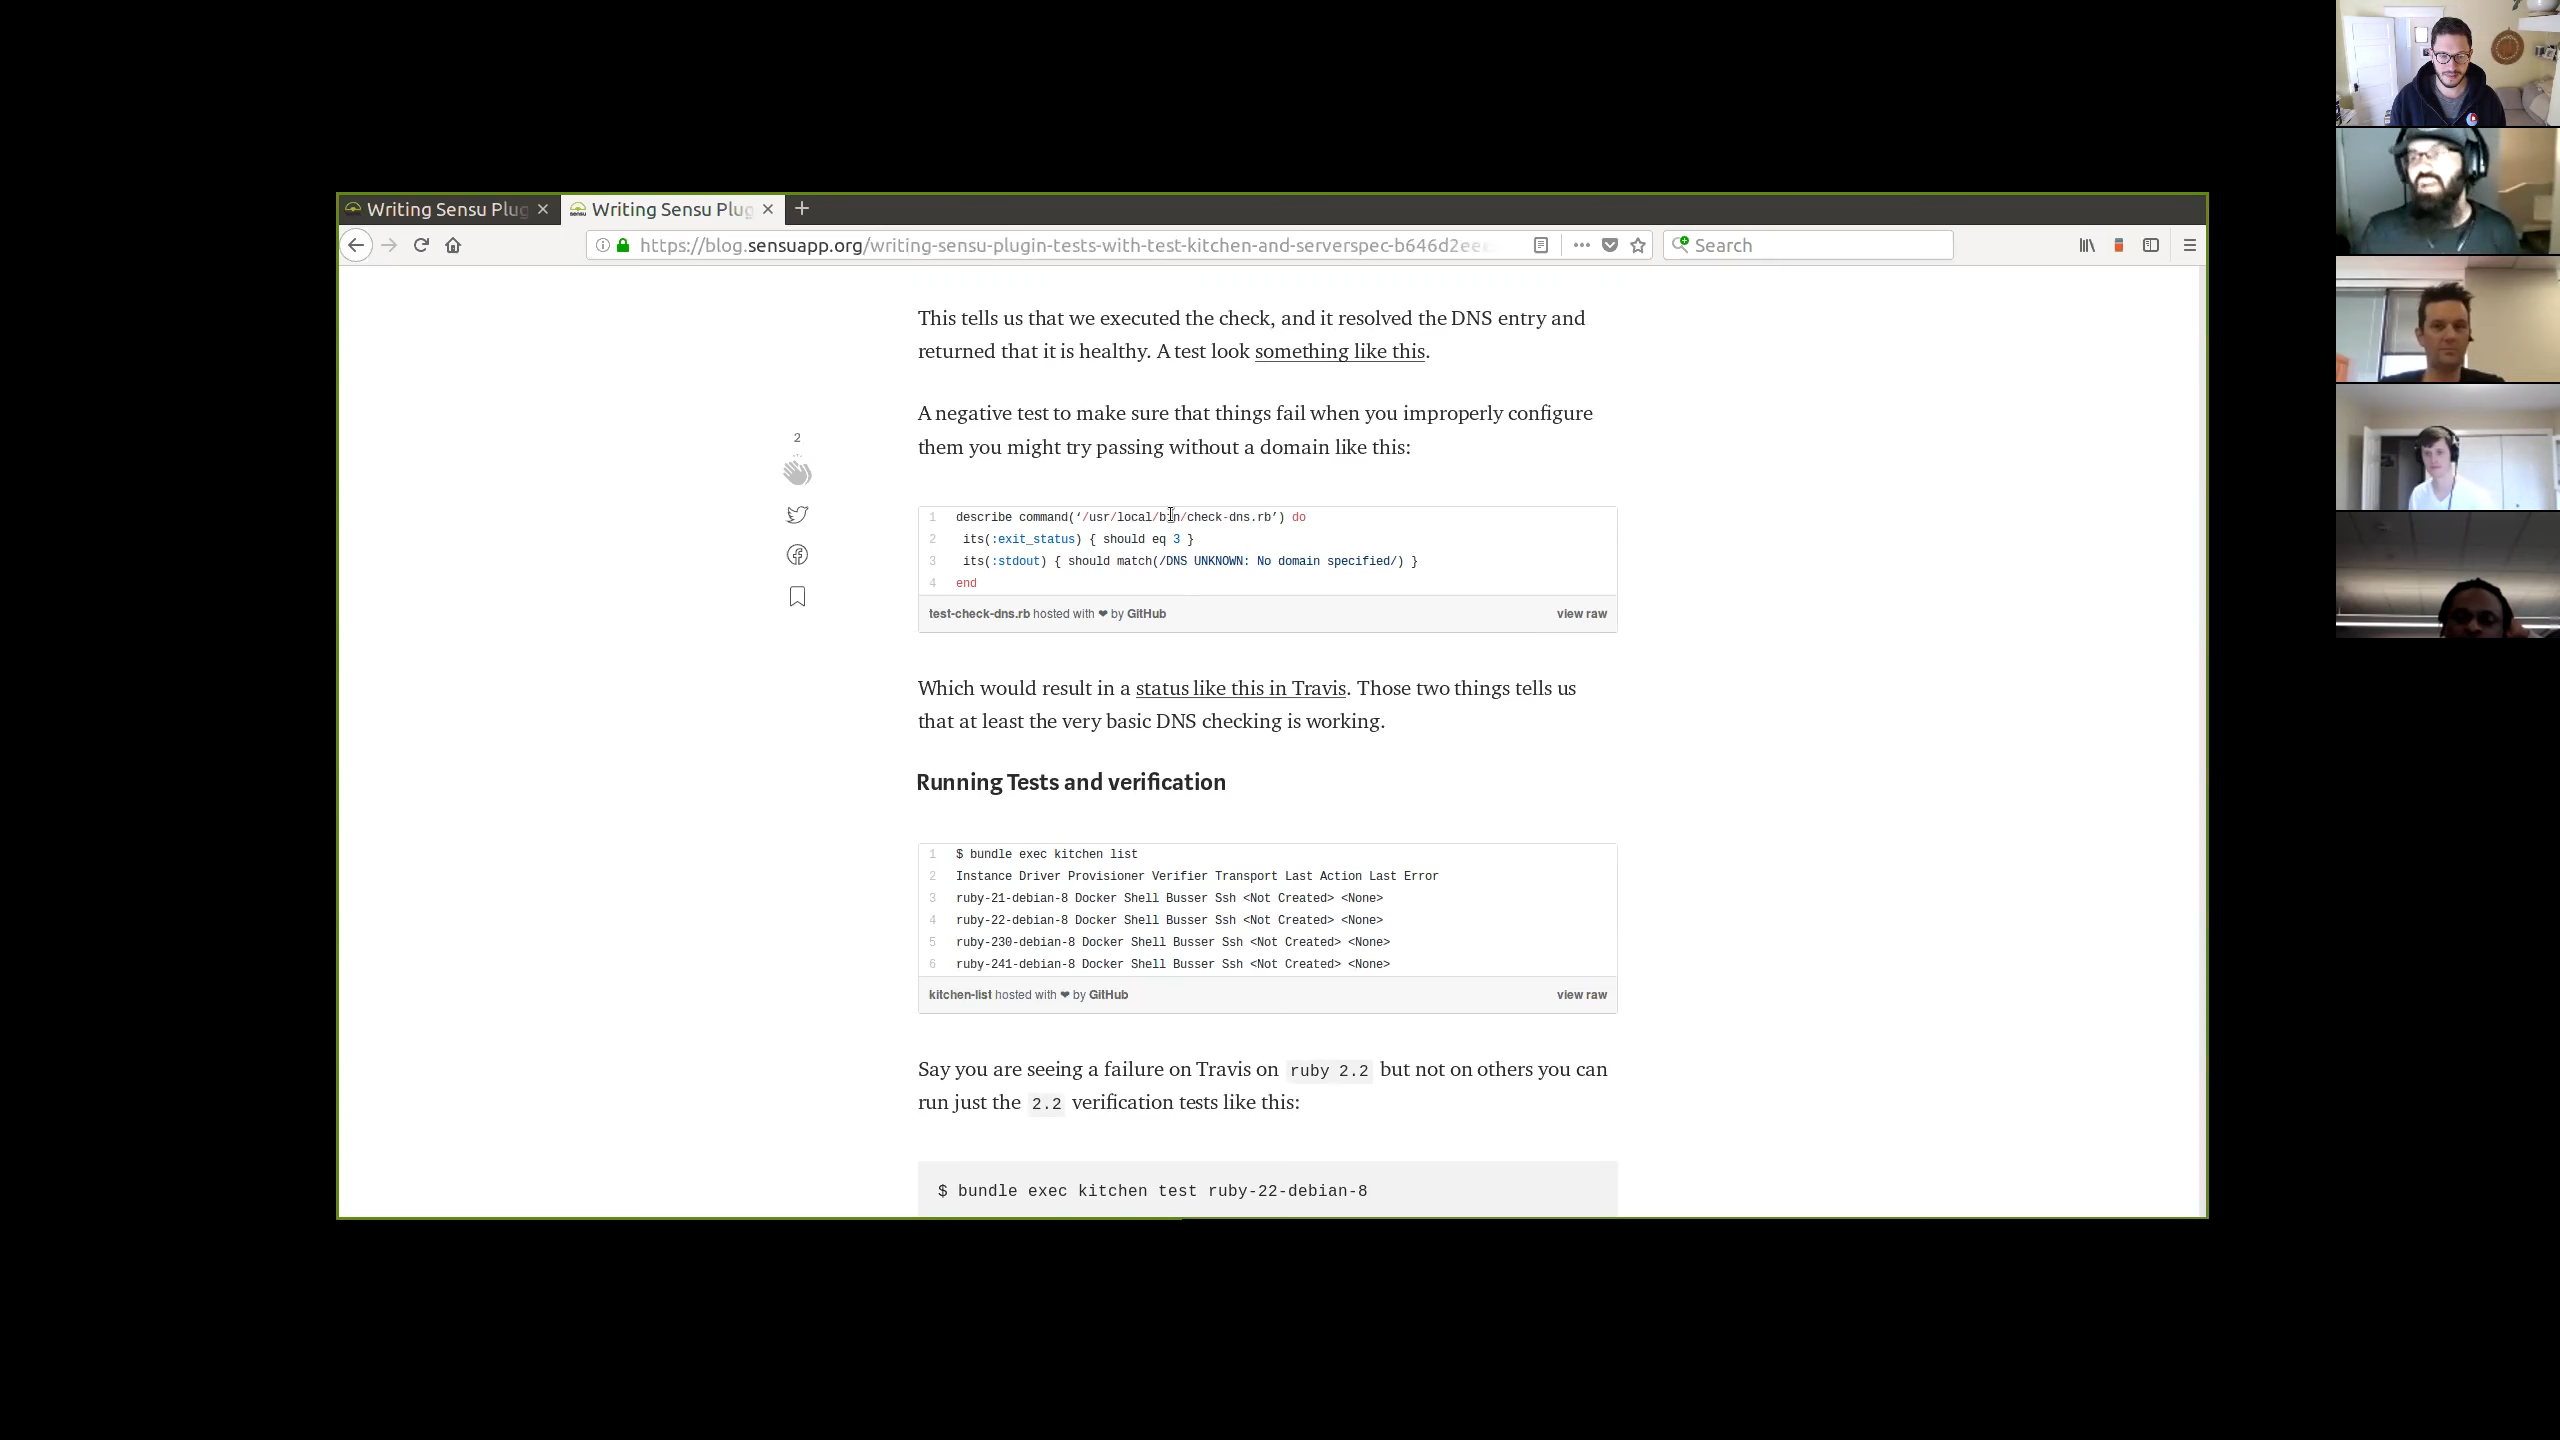 Writing Sensu Plug
Writing Sensu Plug
https://blog.sensuapp.org/writing-sensu-plugin-tests-with-test-kitchen-and-serverspec-b646d2eec
Search
This tells us that we executed the check, and it resolved the DNS entry and
returned that it is healthy. A test look something like this.
A negative test to make sure that things fail when you improperly configure
them you might try passing without a domain like this:
2
1 describe command(‘/usr/local/bin/check-dns.rb’) do
2 its(:exit_status) { should eq 3 }
3 its(:stdout) { should match(/DNS UNKNOWN: No domain specified/) }
4 end
test-check-dns.rb hosted with ❤ by GitHub view raw
Which would result in a status like this in Travis. Those two things tells us
that at least the very basic DNS checking is working.
Running Tests and verification
1 $ bundle exec kitchen list
2 Instance Driver Provisioner Verifier Transport Last Action Last Error
3 ruby-21-debian-8 Docker Shell Busser Ssh <Not Created> <None>
4 ruby-22-debian-8 Docker Shell Busser Ssh <Not Created> <None>
5 ruby-230-debian-8 Docker Shell Busser Ssh <Not Created> <None>
6 ruby-241-debian-8 Docker Shell Busser Ssh <Not Created> <None>
kitchen-list hosted with ❤ by GitHub view raw
Say you are seeing a failure on Travis on ruby 2.2 but not on others you can
run just the 2.2 verification tests like this:
$ bundle exec kitchen test ruby-22-debian-8